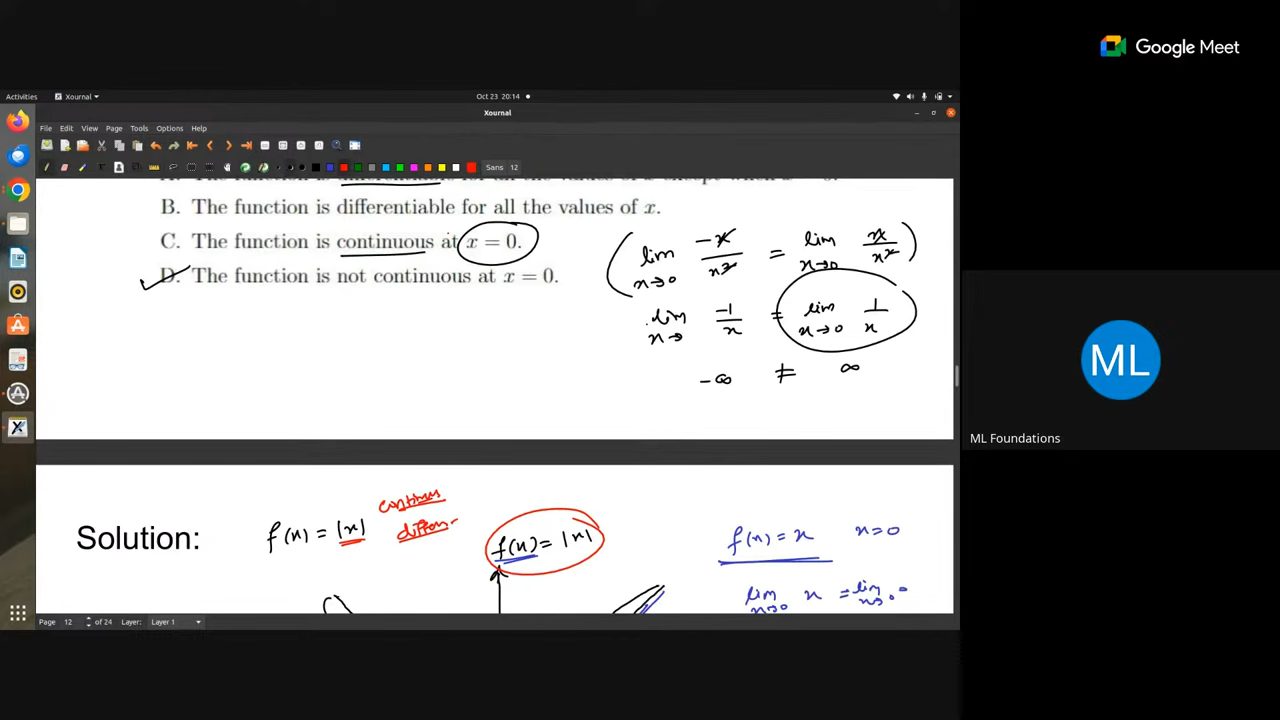 Google Meet
Activities Xournal Oct 23 20:14
Xournal
File Edit View Page Tools Options Help
Sans 12
B. The function is differentiable for all the values of x.
C. The function is continuous at x = 0.
D. The function is not continuous at x = 0.
( lim x→0 -x/x² = lim x→0 x/x² )
lim x→ -1/x = lim x→0 1/x
-∞ ≠ ∞
ML
ML Foundations
Solution:
f(x) = |x|
f(x) = |x|
f(x) = x x=0
lim x→0 x = lim x→0
Page 12 of 24 Layer: Layer 1